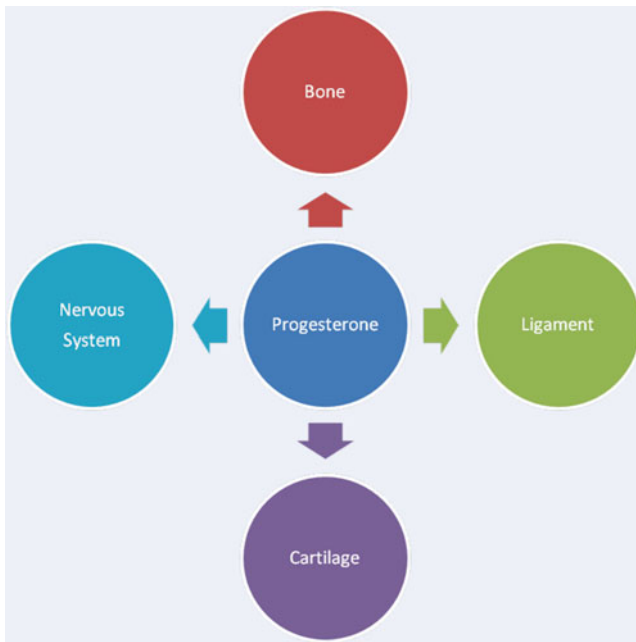 Bone
Nervous
System
Progesterone
Ligament
Cartilage